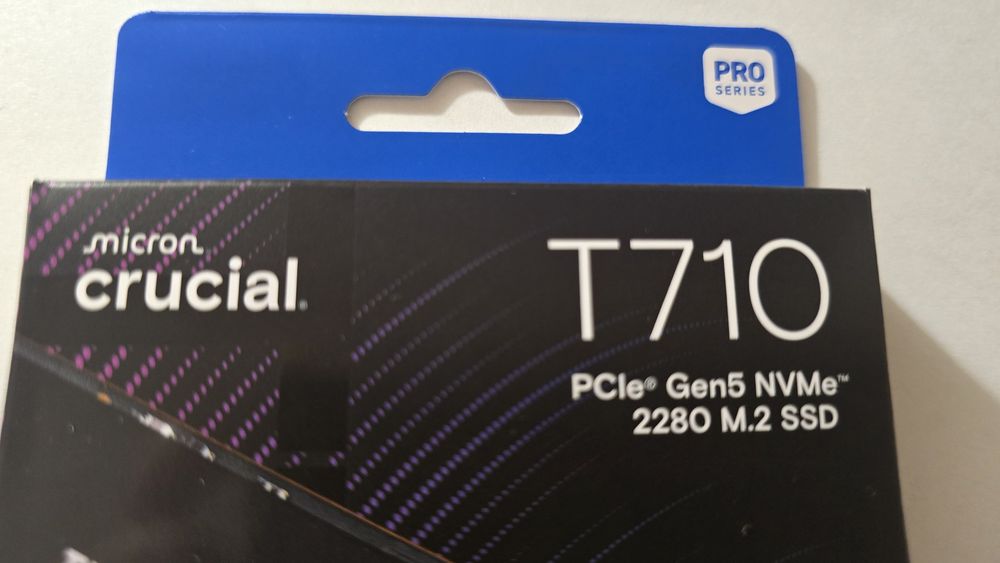 PRO
SERIES
micron
crucial
T710
PCIe® Gen5 NVMe™
2280 M.2 SSD